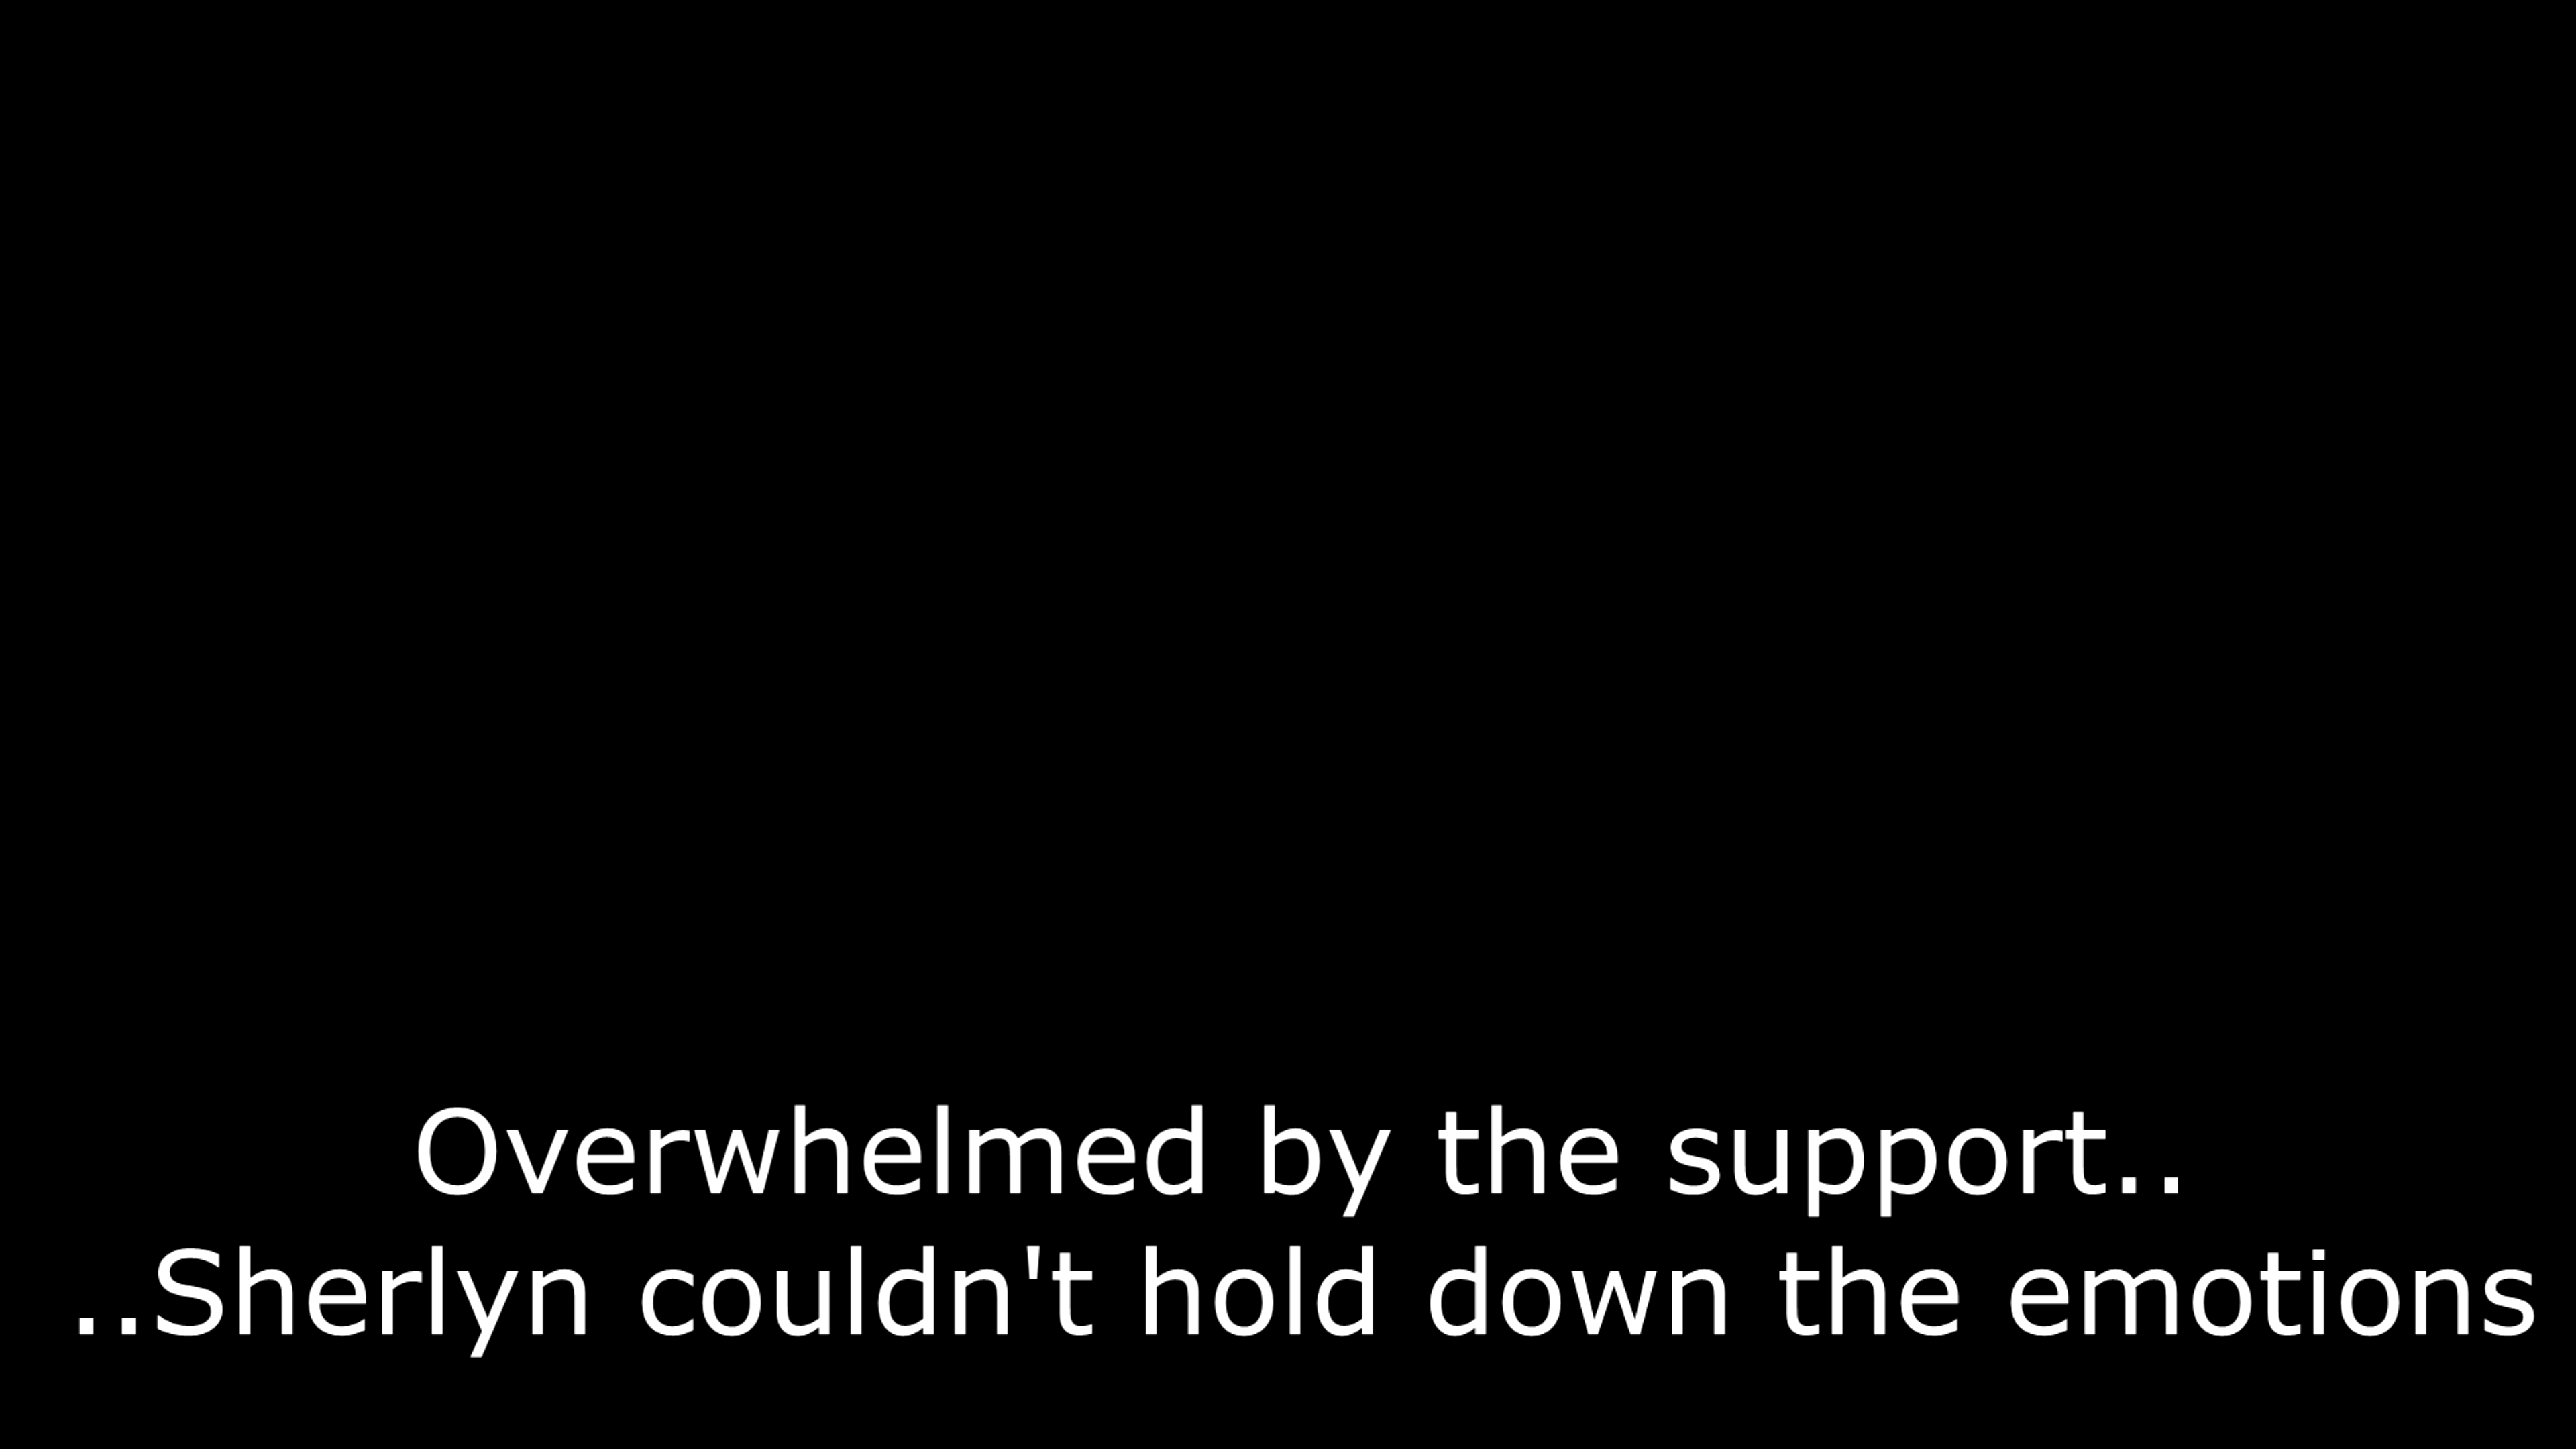 Overwhelmed by the support..
..Sherlyn couldn't hold down the emotions